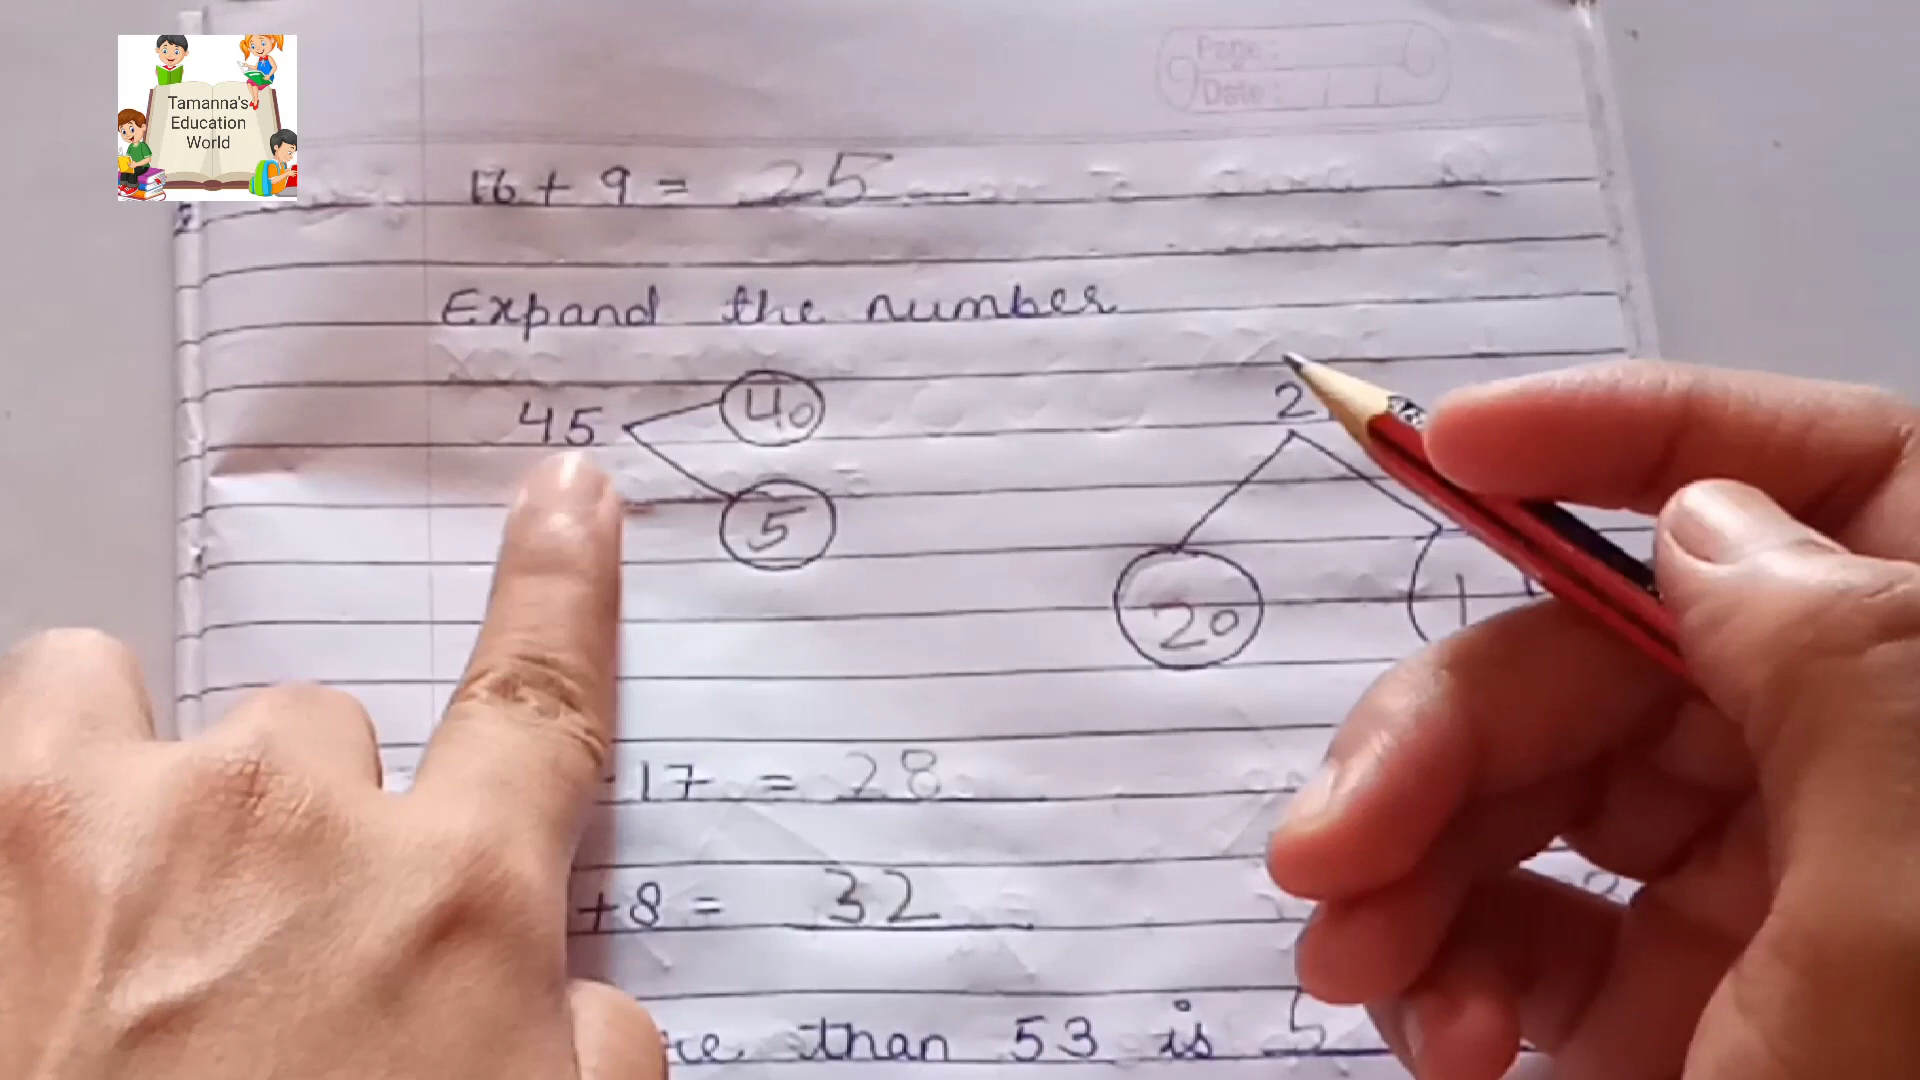 Tamanna's
Education
World
Page :
Date :
16 + 9 = 25
Expand the number
45 40
5
2
20 1
17 = 28
+8 = 32
than 53 is 5